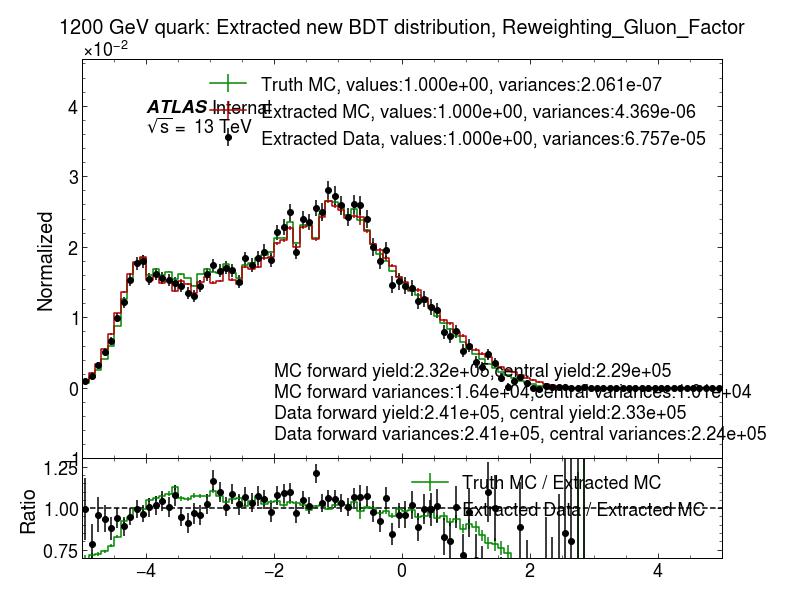 1200 GeV quark: Extracted new BDT distribution, Reweighting_Gluon_Factor
×10⁻²
Truth MC, values:1.000e+00, variances:2.061e-07
ATLAS Internal
Extracted MC, values:1.000e+00, variances:4.369e-06
√s = 13 TeV
Extracted Data, values:1.000e+00, variances:6.757e-05
4
3
2
1
0
Normalized
MC forward yield:2.32e+05, central yield:2.29e+05
MC forward variances:1.64e+04,central variances:1.01e+04
Data forward yield:2.41e+05, central yield:2.33e+05
Data forward variances:2.41e+05, central variances:2.24e+05
1
1.25
1.00
0.75
Ratio
Truth MC / Extracted MC
Extracted Data / Extracted MC
−4
−2
0
2
4